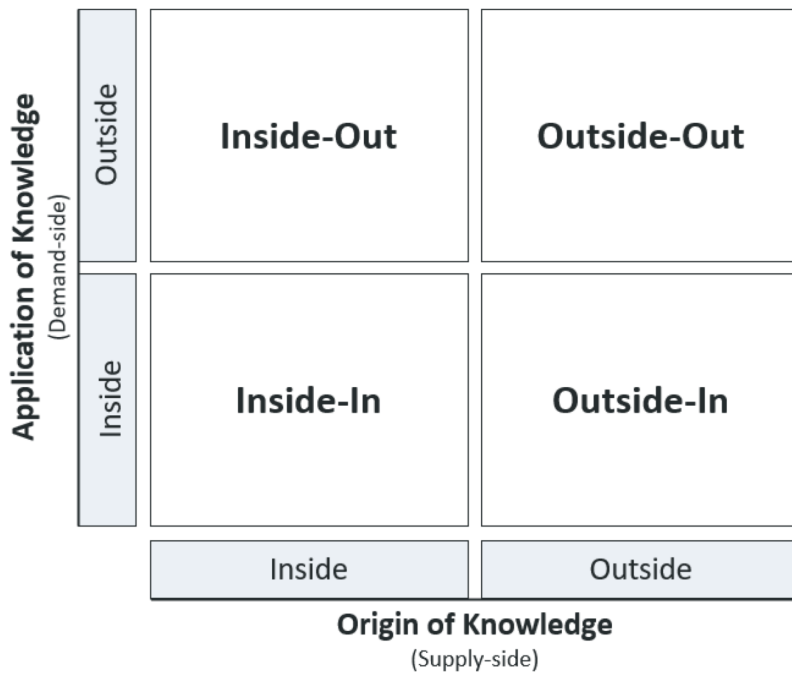 Application of Knowledge
(Demand-side)
Outside
Inside-Out
Outside-Out
Inside
Inside-In
Outside-In
Inside
Outside
Origin of Knowledge
(Supply-side)